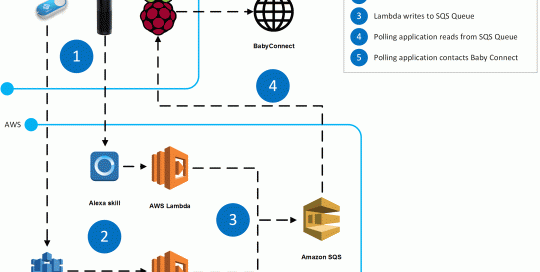 3 Lambda writes to SQS Queue
4 Polling application reads from SQS Queue
5 Polling application contacts Baby Connect
BabyConnect
1
4
AWS
Alexa skill
AWS Lambda
3
Amazon SQS
2